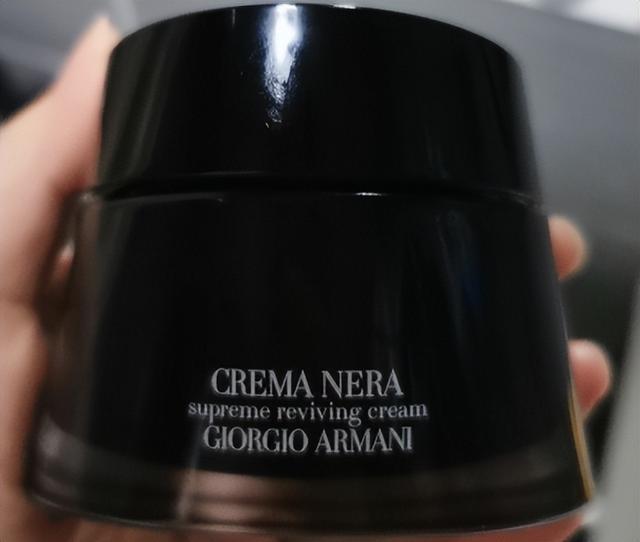 CREMA NERA
supreme reviving cream
GIORGIO ARMANI